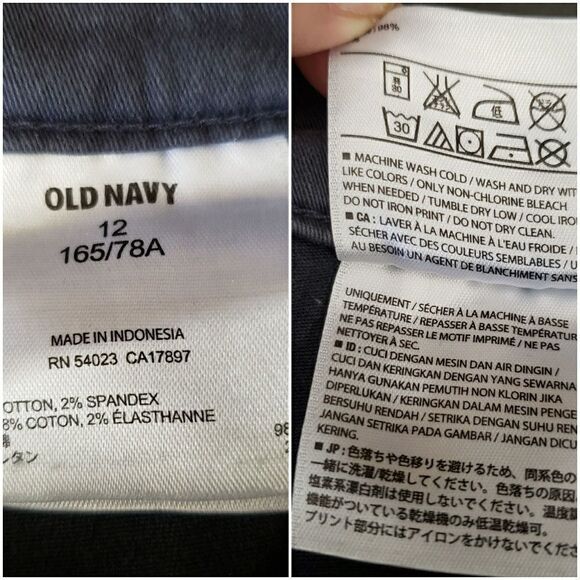 OLD NAVY
12
165/78A
MADE IN INDONESIA
RN 54023 CA17897
COTTON, 2% SPANDEX
8% COTON, 2% ÉLASTHANNE
98
タン
/98%
30
低
■ MACHINE WASH COLD / WASH AND DRY WIT
LIKE COLORS / ONLY NON-CHLORINE BLEACH
WHEN NEEDED / TUMBLE DRY LOW / COOL IRO
DO NOT IRON PRINT / DO NOT DRY CLEAN.
■ CA : LAVER À LA MACHINE À L'EAU FROIDE /
SÉCHER AVEC DES COULEURS SEMBLABLES / U
AU BESOIN UN AGENT DE BLANCHIMENT SANS
UNIQUEMENT / SÉCHER À LA MACHINE À BASSE
TEMPÉRATURE / REPASSER À BASSE TEMPÉRATUR
NE PAS REPASSER LE MOTIF IMPRIMÉ / NE PAS
NETTOYER À SEC.
■ ID : CUCI DENGAN MESIN DAN AIR DINGIN /
CUCI DAN KERINGKAN DENGAN YANG SEWARNA
HANYA GUNAKAN PEMUTIH NON KLORIN JIKA
DIPERLUKAN / KERINGKAN DALAM MESIN PENGE
BERSUHU RENDAH / SETRIKA DENGAN SUHU REN
JANGAN SETRIKA PADA GAMBAR / JANGAN DICU
KERING.
■ JP : 色落ちや色移りを避けるため、同系色の
一緒に洗濯/乾燥してください。色落ちの原因
塩素系漂白剤は使用しないでください。温度調
機能がついている乾燥機のみ低温乾燥可。
プリント部分にはアイロンをかけないでくださ